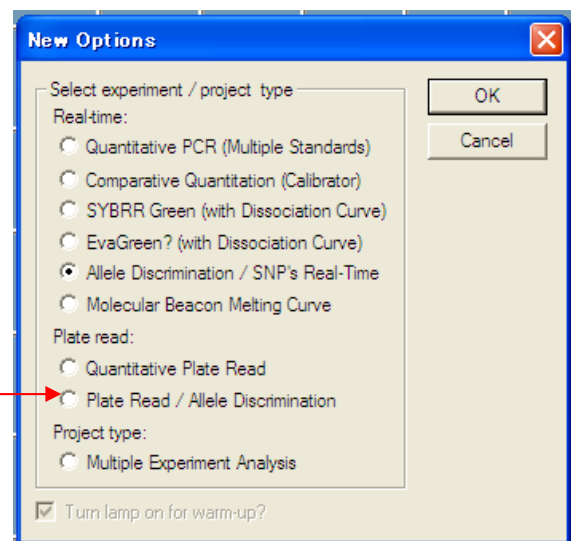 New Options
Select experiment / project type
OK
Real-time:
Quantitative PCR (Multiple Standards)
Cancel
Comparative Quantitation (Calibrator)
SYBRR Green (with Dissociation Curve)
EvaGreen? (with Dissociation Curve)
Allele Discrimination / SNP's Real-Time
Molecular Beacon Melting Curve
Plate read:
Quantitative Plate Read
Plate Read / Allele Discrimination
Project type:
Multiple Experiment Analysis
Turn lamp on for warm-up?